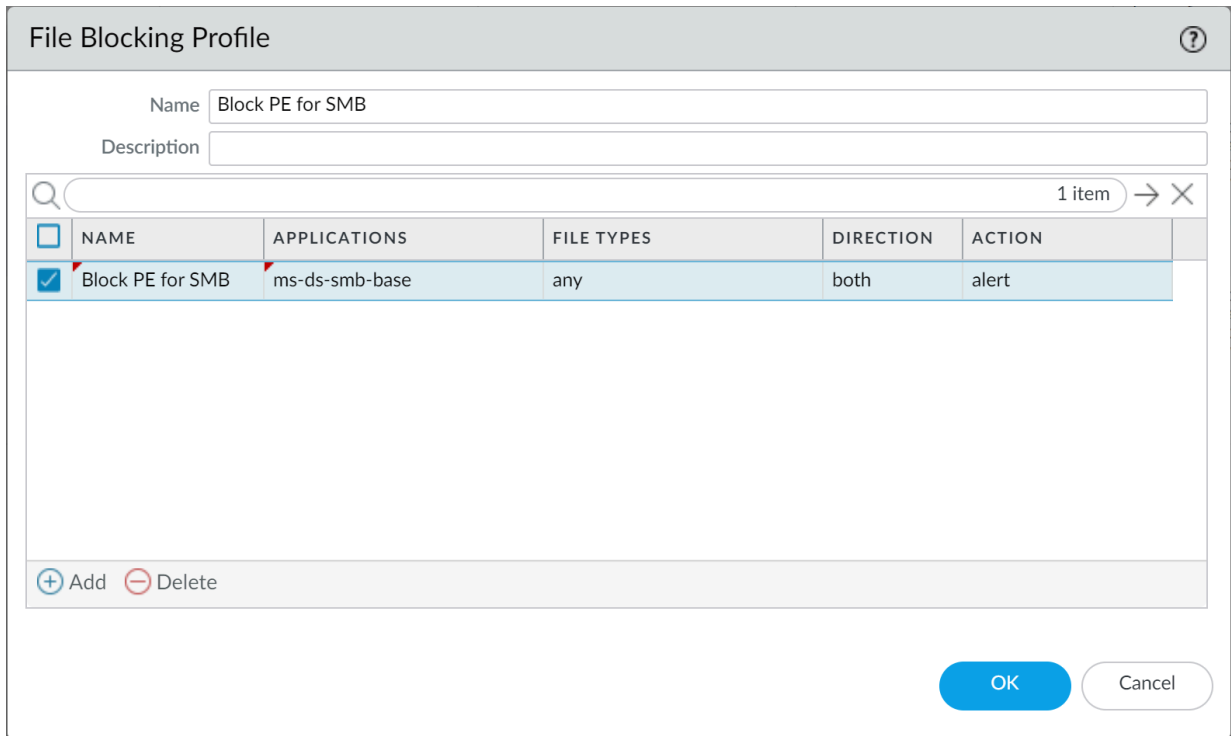 File Blocking Profile
Name Block PE for SMB
Description
1 item
NAME APPLICATIONS FILE TYPES DIRECTION ACTION
Block PE for SMB ms-ds-smb-base any both alert
Add Delete
OK Cancel